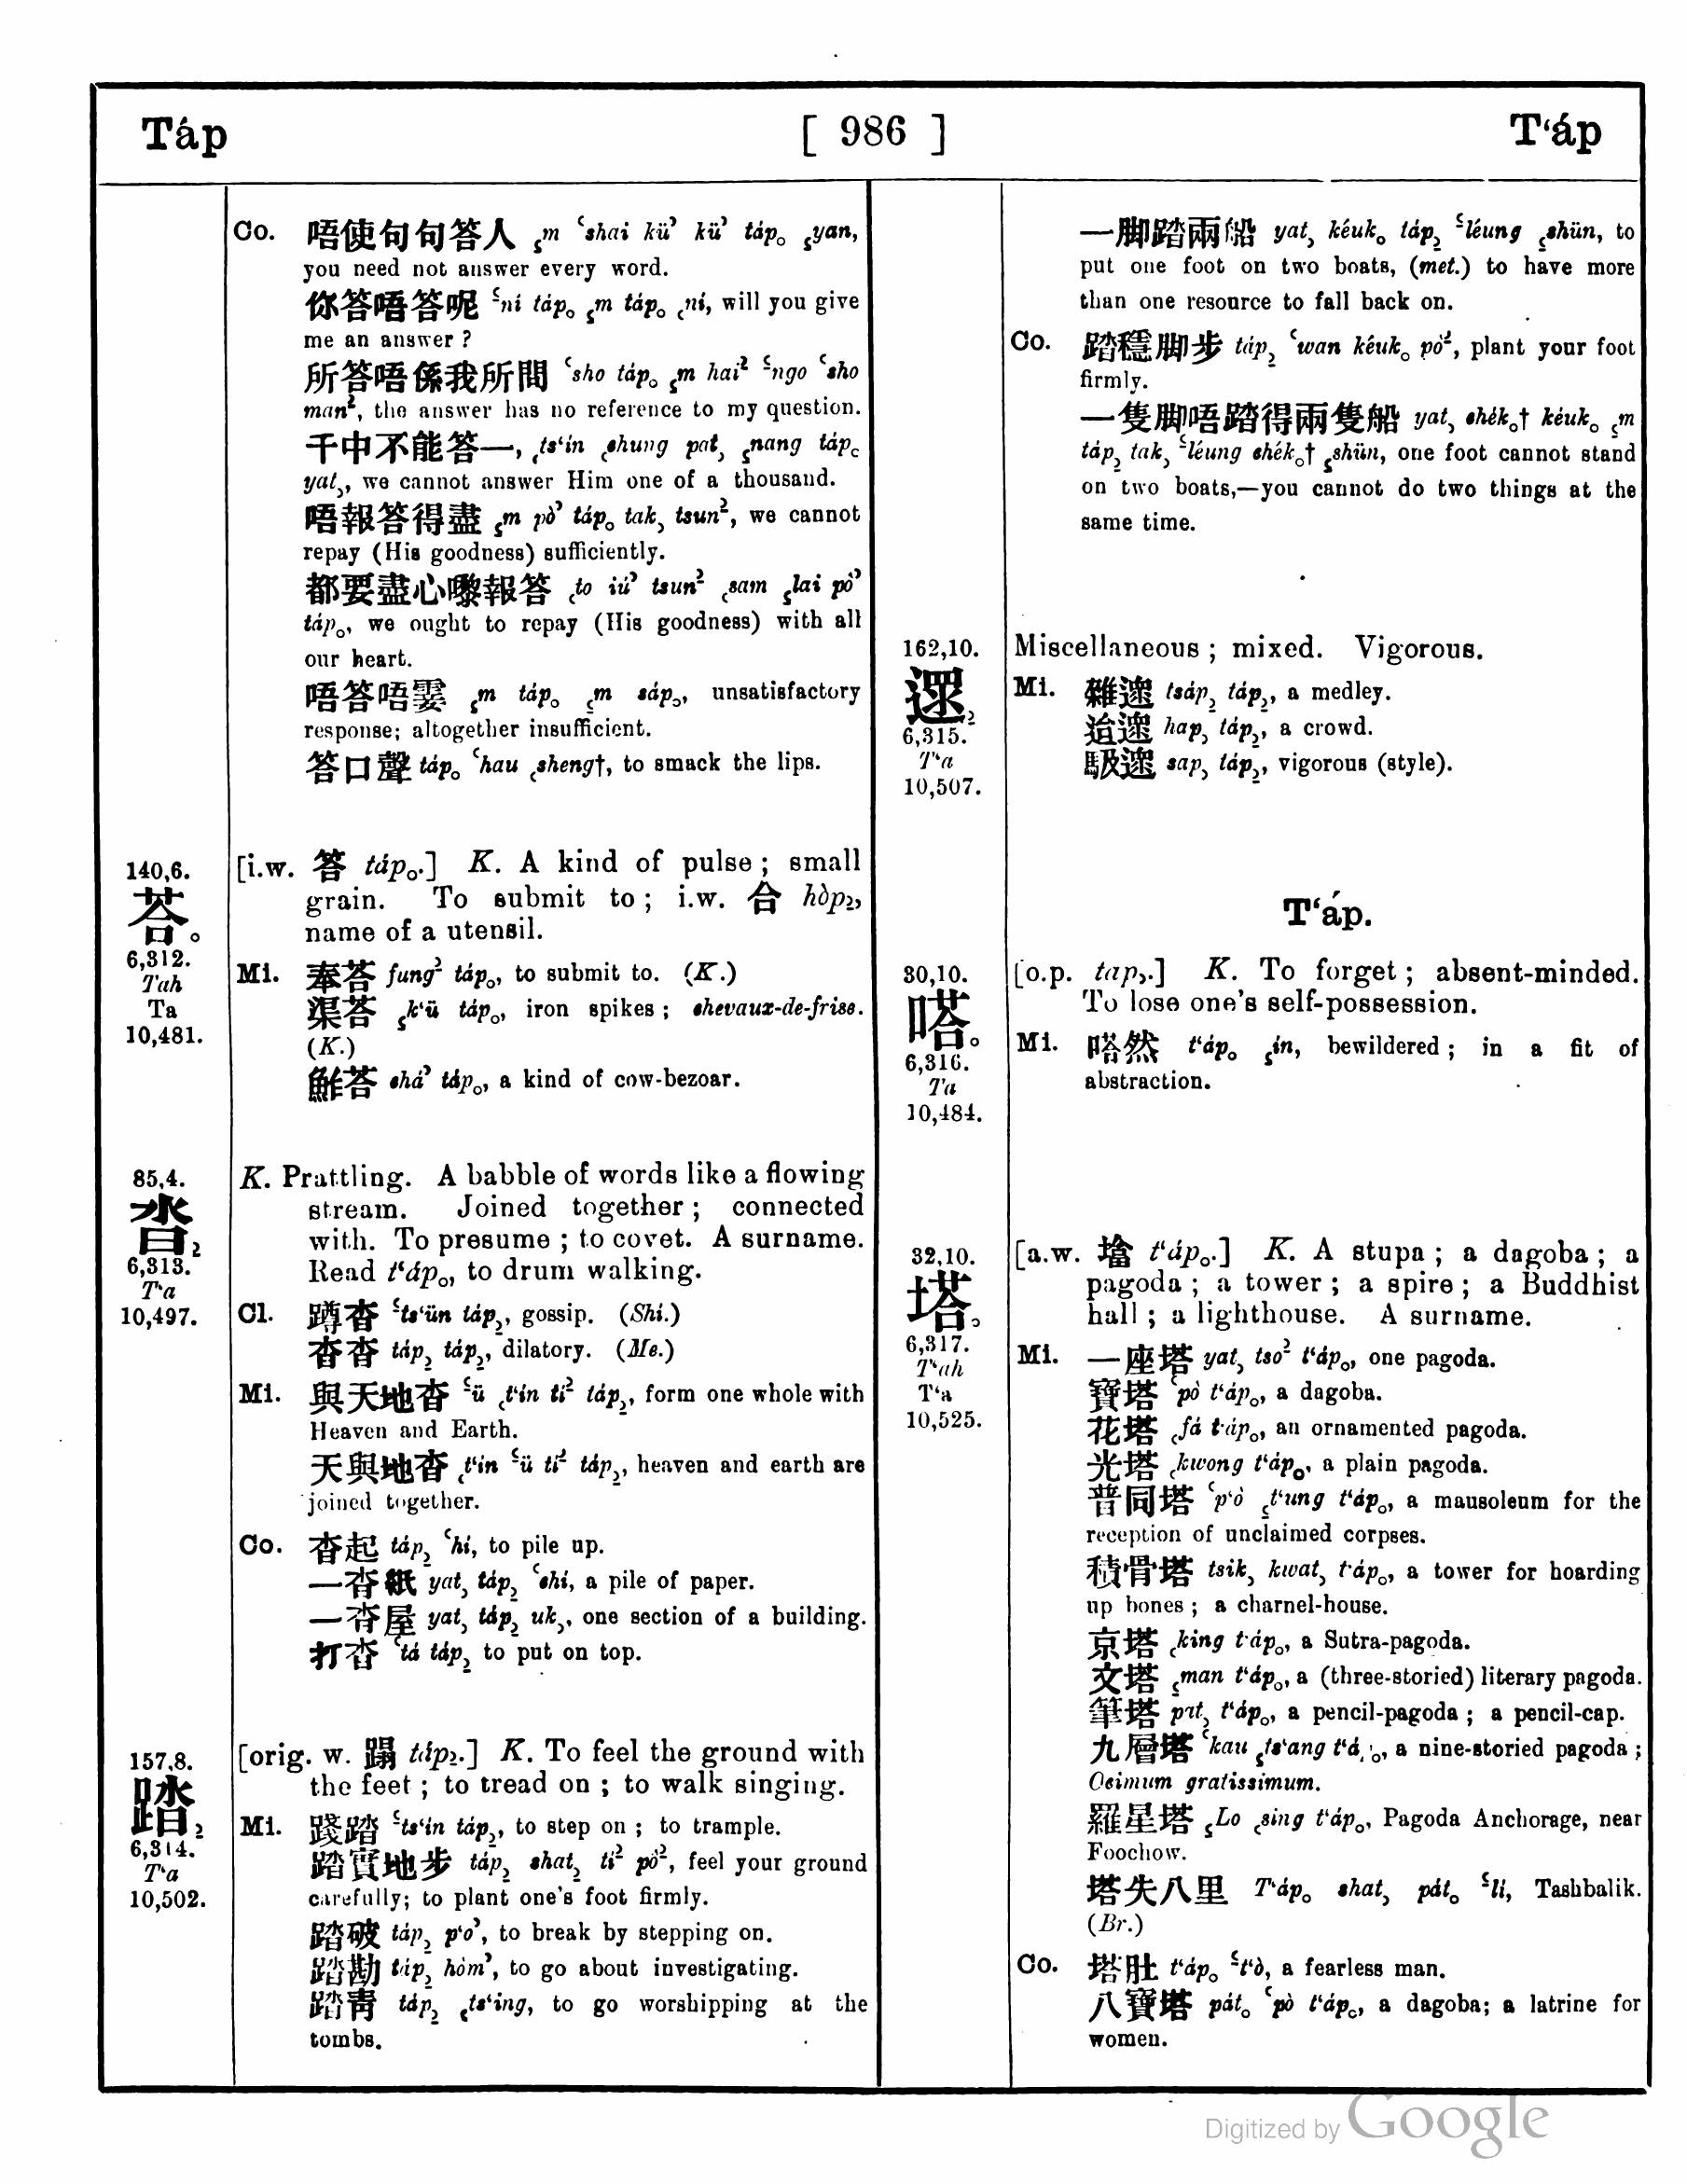 Táp [ 986 ] T‘áp
Co. 唔使句句答人 ꜁m ꜂shai küꜣ küꜣ tápₒ ꜁yan,
you need not answer every word.
你答唔答呢 ꜃ní tápₒ ꜁m tápₒ ꜀ní, will you give
me an answer ?
所答唔係我所問 ꜂sho tápₒ ꜁m hai² ꜃ngo ꜂sho
man², the answer has no reference to my question.
千中不能答一, ꜀ts‘in ꜀chung pat꜆ ꜁nang tápₒ
yat꜆, we cannot answer Him one of a thousand.
唔報答得盡 ꜁m pòꜣ tápₒ tak꜆ tsun², we cannot
repay (His goodness) sufficiently.
都要盡心嚟報答 ꜀to iúꜣ tsun² ꜀sam ꜁lai pòꜣ
tápₒ, we ought to repay (His goodness) with all
our heart.
唔答唔霎 ꜁m tápₒ ꜁m sápₒ, unsatisfactory
response; altogether insufficient.
答口聲 tápₒ ꜂hau ꜀sheng†, to smack the lips.
140,6.
荅ₒ
6,312.
Tah
Ta
10,481.
[i.w. 答 tápₒ.] K. A kind of pulse ; small
grain. To submit to ; i.w. 合 hòp₂,
name of a utensil.
Mi. 奉荅 fung² tápₒ, to submit to. (K.)
渠荅 ꜁k‘ü tápₒ, iron spikes ; chevaux-de-frise.
(K.)
鮓荅 cháꜣ tápₒ, a kind of cow-bezoar.
85,4.
沓₂
6,313.
T‘a
10,497.
K. Prattling. A babble of words like a flowing
stream. Joined together ; connected
with. To presume ; to covet. A surname.
Read t‘ápₒ, to drum walking.
Cl. 蹲沓 ꜃ts‘ün táp₂, gossip. (Shi.)
沓沓 táp₂ táp₂, dilatory. (Me.)
Mi. 與天地沓 ꜃ü ꜀t‘in ti² táp₂, form one whole with
Heaven and Earth.
天與地沓 ꜀t‘in ꜃ü ti² táp₂, heaven and earth are
joined together.
Co. 沓起 táp₂ ꜂hí, to pile up.
一沓紙 yat꜆ táp₂ ꜂chí, a pile of paper.
一沓屋 yat꜆ táp₂ uk꜆, one section of a building.
打沓 ꜂tá táp₂ to put on top.
157,8.
踏₂
6,314.
T‘a
10,502.
[orig. w. 蹋 táp₂.] K. To feel the ground with
the feet ; to tread on ; to walk singing.
Mi. 踐踏 ꜃ts‘in táp₂, to step on ; to trample.
踏實地步 táp₂ shat₂ ti² pò², feel your ground
carefully; to plant one's foot firmly.
踏破 táp₂ p‘oꜣ, to break by stepping on.
踏勘 táp₂ hòmꜣ, to go about investigating.
踏靑 táp₂ ꜀ts‘ing, to go worshipping at the
tombs.
一脚踏兩船 yat꜆ kéukₒ táp₂ ꜃léung ꜁shün, to
put one foot on two boats, (met.) to have more
than one resource to fall back on.
Co. 踏穩脚步 táp₂ ꜂wan kéukₒ pò², plant your foot
firmly.
一隻脚唔踏得兩隻船 yat꜆ chékₒ† kéukₒ ꜁m
táp₂ tak꜆ ꜃léung chékₒ† ꜁shün, one foot cannot stand
on two boats,—you cannot do two things at the
same time.
162,10.
遝₂
6,315.
T‘a
10,507.
Miscellaneous ; mixed. Vigorous.
Mi. 雜遝 tsáp₂ táp₂, a medley.
迨遝 hap꜆ táp₂, a crowd.
馺遝 sap꜆ táp₂, vigorous (style).
T‘áp.
30,10.
嗒ₒ
6,316.
Ta
10,484.
[o.p. tap꜆.] K. To forget ; absent-minded.
To lose one's self-possession.
Mi. 嗒然 t‘ápₒ ꜁in, bewildered ; in a fit of
abstraction.
32,10.
塔ₒ
6,317.
T‘ah
T‘a
10,525.
[a.w. 墖 t‘ápₒ.] K. A stupa ; a dagoba ; a
pagoda ; a tower ; a spire ; a Buddhist
hall ; a lighthouse. A surname.
Mi. 一座塔 yat꜆ tso² t‘ápₒ, one pagoda.
寶塔 ꜂pò t‘ápₒ, a dagoba.
花塔 ꜀fá t‘ápₒ, an ornamented pagoda.
光塔 ꜀kwong t‘ápₒ, a plain pagoda.
普同塔 ꜂p‘ò ꜁t‘ung t‘ápₒ, a mausoleum for the
reception of unclaimed corpses.
積骨塔 tsik꜆ kwat꜆ t‘ápₒ, a tower for hoarding
up bones ; a charnel-house.
京塔 ꜀king t‘ápₒ, a Sutra-pagoda.
文塔 ꜁man t‘ápₒ, a (three-storied) literary pagoda.
筆塔 pat꜆ t‘ápₒ, a pencil-pagoda ; a pencil-cap.
九層塔 ꜂kau ꜁ts‘ang t‘ápₒ, a nine-storied pagoda ;
Ocimum gratissimum.
羅星塔 ꜁Lo ꜀sing t‘ápₒ, Pagoda Anchorage, near
Foochow.
塔失八里 T‘ápₒ shat꜆ pátₒ ꜃li, Tashbalik.
(Br.)
Co. 塔肚 t‘ápₒ ꜃t‘ò, a fearless man.
八寶塔 pátₒ ꜂pò t‘ápₒ, a dagoba; a latrine for
women.
Digitized by Google